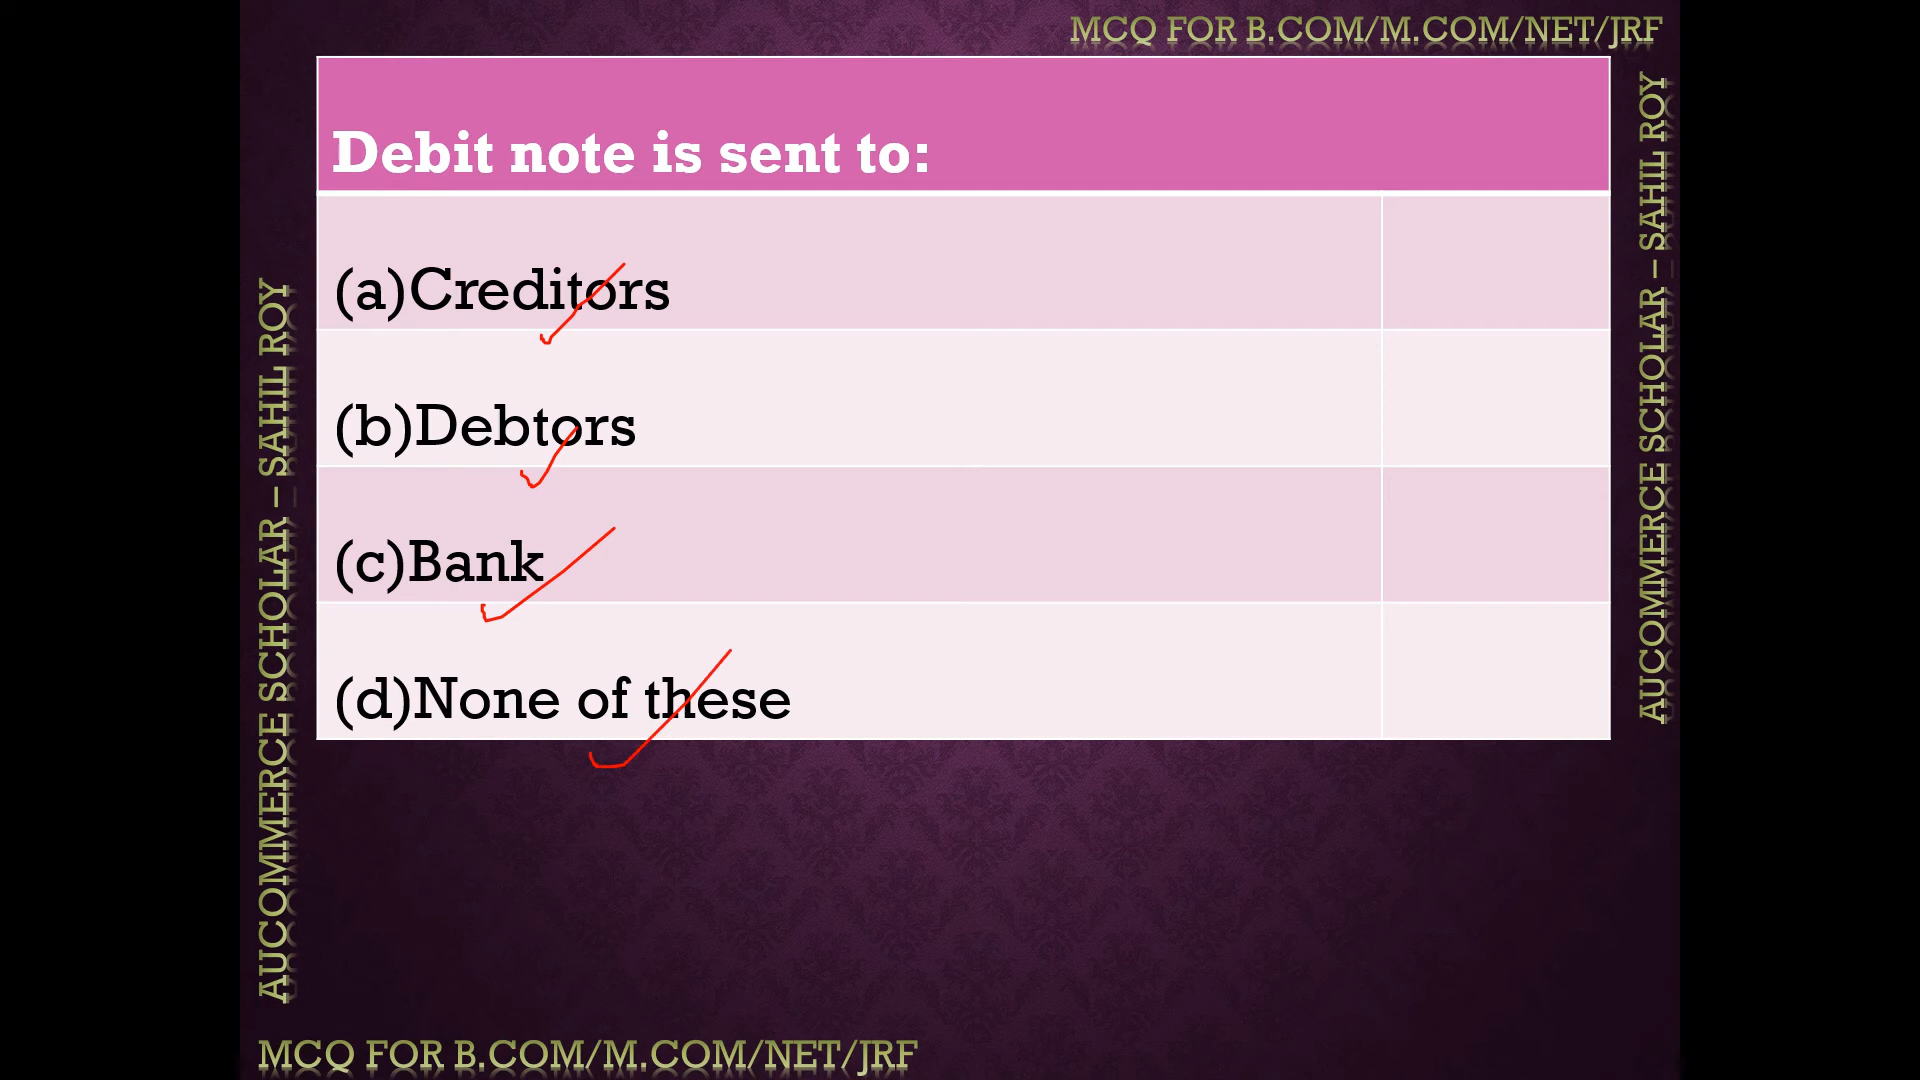 MCQ FOR B.COM/M.COM/NET/JRF
Debit note is sent to:
(a)Creditors
(b)Debtors
(c)Bank
(d)None of these
AUCOMMERCE SCHOLAR – SAHIL ROY
AUCOMMERCE SCHOLAR – SAHIL ROY
MCQ FOR B.COM/M.COM/NET/JRF